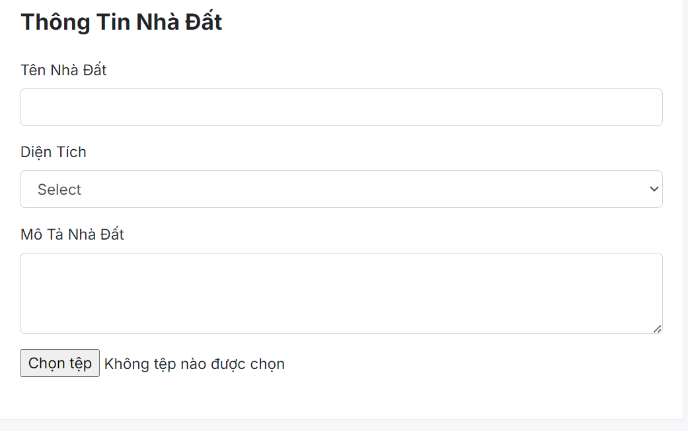 Thông Tin Nhà Đất
Tên Nhà Đất
Diện Tích
Select
Mô Tả Nhà Đất
Chọn tệp Không tệp nào được chọn